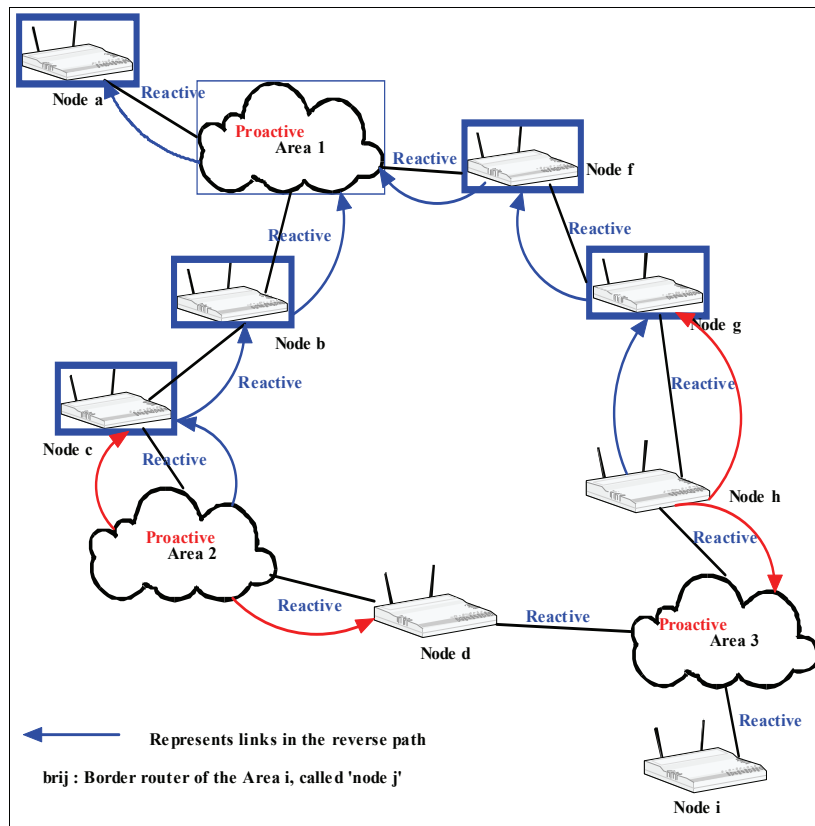 Node a
Reactive
Proactive
Area 1
Reactive
Node f
Reactive
Reactive
Node b
Node g
Reactive
Reactive
Node c
Reactive
Node h
Reactive
Proactive
Area 2
Reactive
Reactive
Proactive
Area 3
Node d
Reactive
Represents links in the reverse path
brij : Border router of the Area i, called 'node j'
Node i